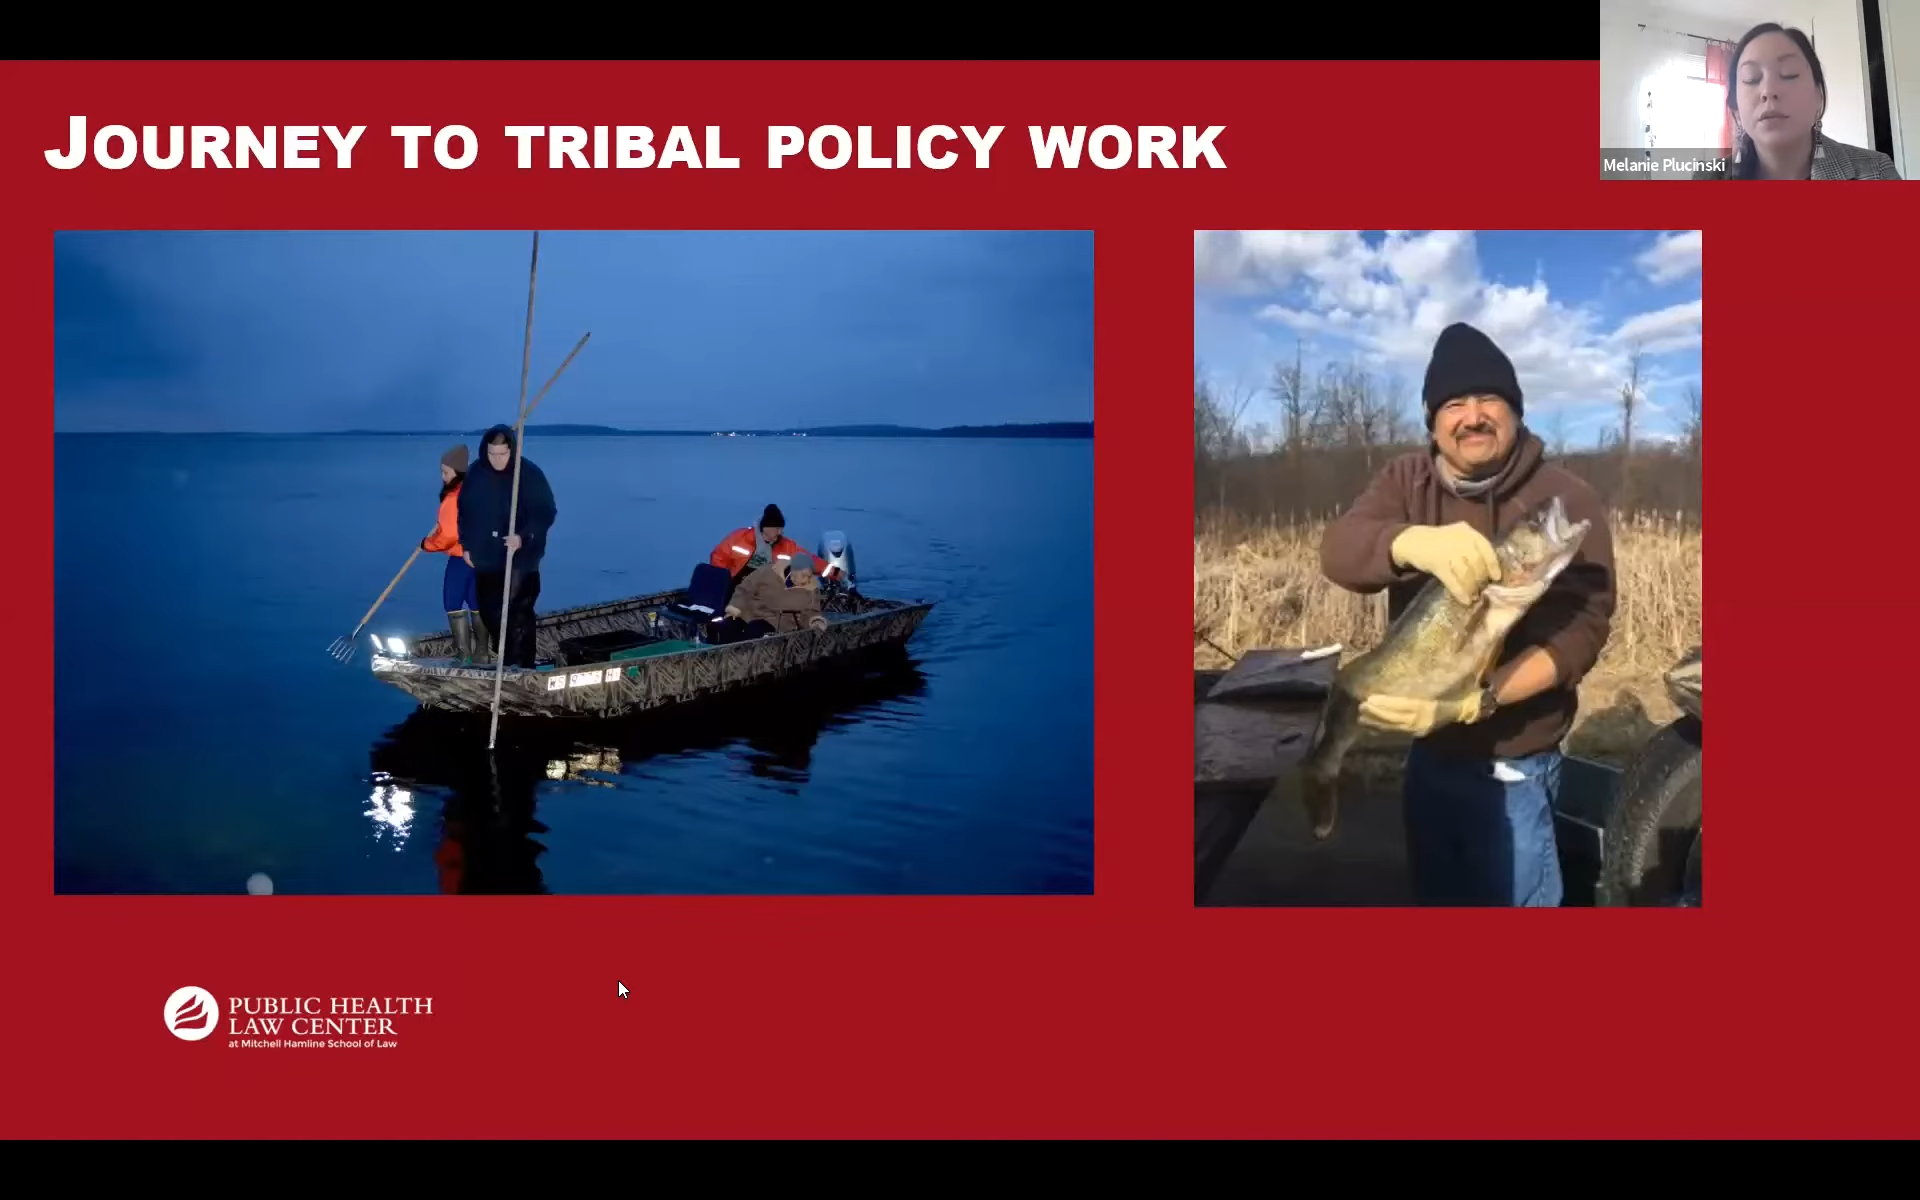 JOURNEY TO TRIBAL POLICY WORK
Melanie Plucinski
PUBLIC HEALTH
LAW CENTER
at Mitchell Hamline School of Law